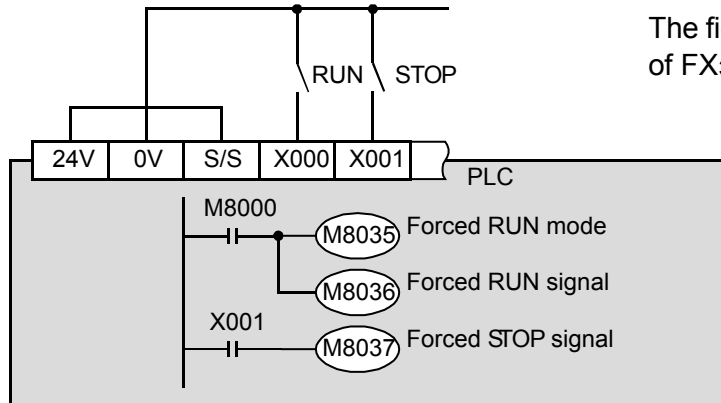 The fi
of FX
RUN STOP
24V 0V S/S X000 X001
PLC
M8000
M8035 Forced RUN mode
M8036 Forced RUN signal
X001
M8037 Forced STOP signal